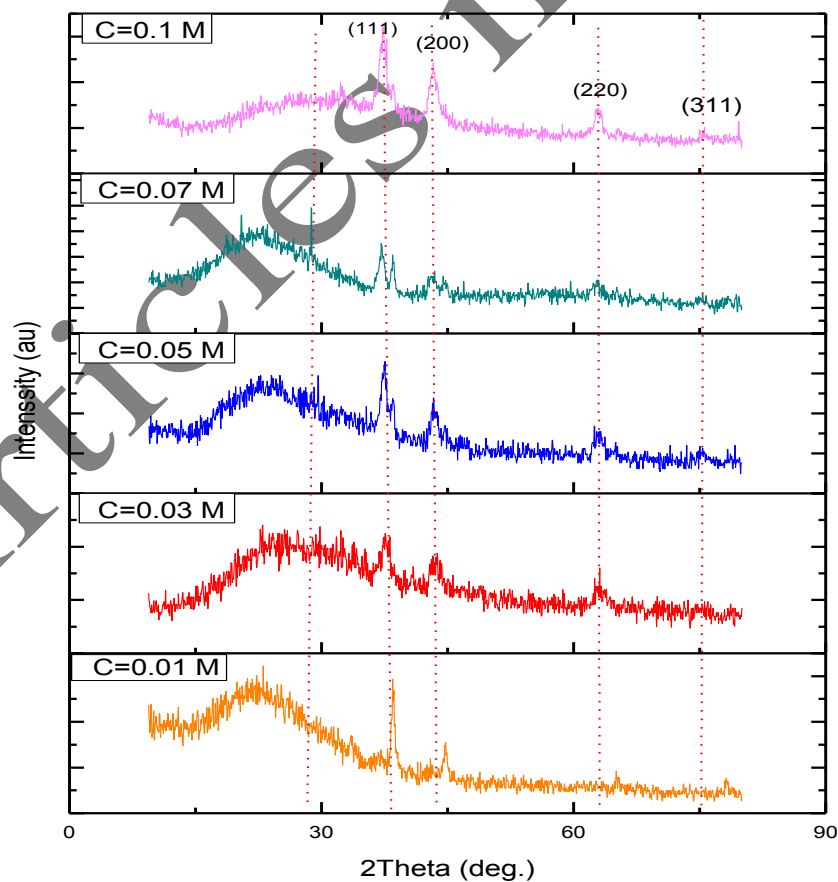 C=0.1 M
(111)
(200)
(220)
(311)
C=0.07 M
C=0.05 M
C=0.03 M
C=0.01 M
Intenssity (au)
0
30
60
90
2Theta (deg.)